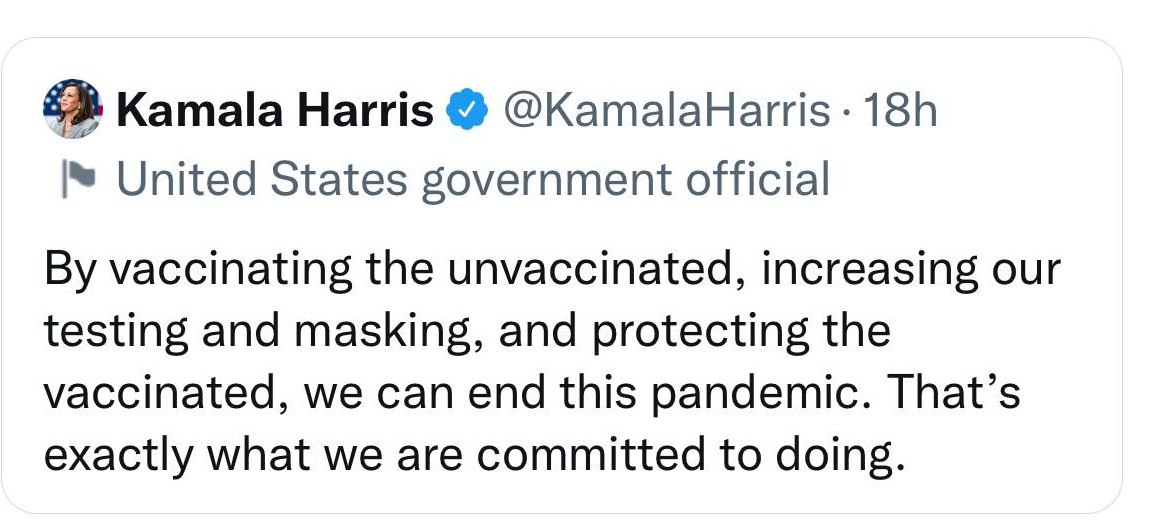 Kamala Harris @KamalaHarris · 18h
United States government official
By vaccinating the unvaccinated, increasing our
testing and masking, and protecting the
vaccinated, we can end this pandemic. That’s
exactly what we are committed to doing.